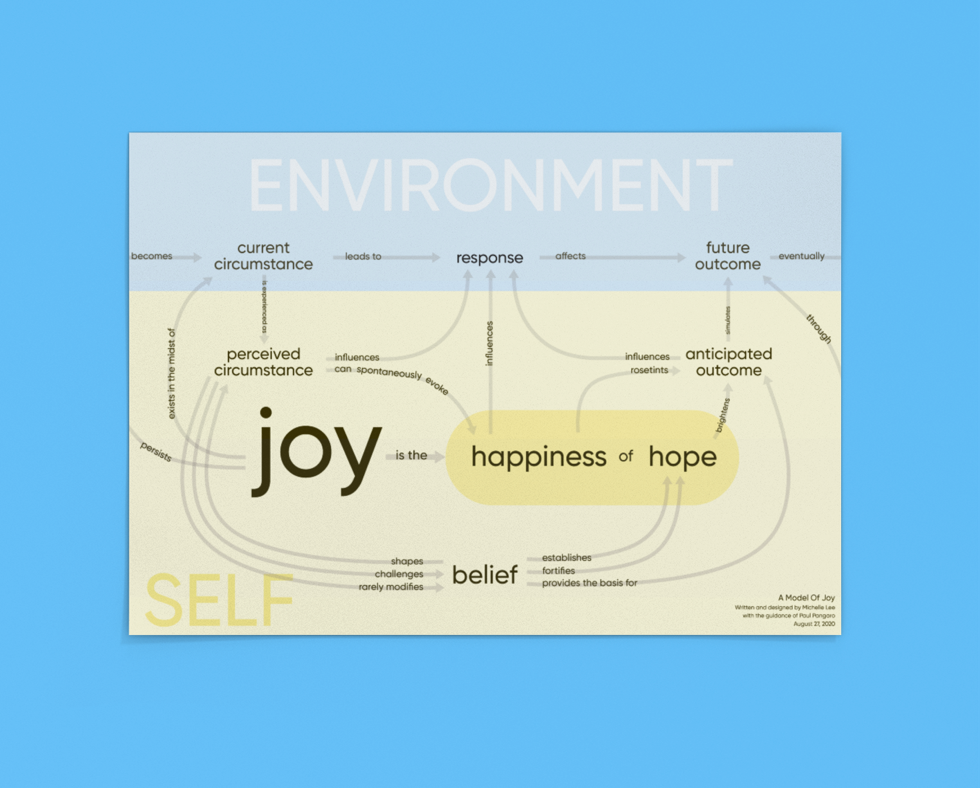 ENVIRONMENT
becomes
current
circumstance
leads to
response
affects
future
outcome
eventually
is experienced as
simulates
through
exists in the midst of
perceived
circumstance
influences
can spontaneously evoke
influences
influences
rosetints
anticipated
outcome
brightens
persists
joy
is the
happiness of hope
shapes
challenges
rarely modifies
belief
establishes
fortifies
provides the basis for
SELF
A Model Of Joy
Written and designed by Michelle Lee
with the guidance of Paul Pangaro
August 27, 2020